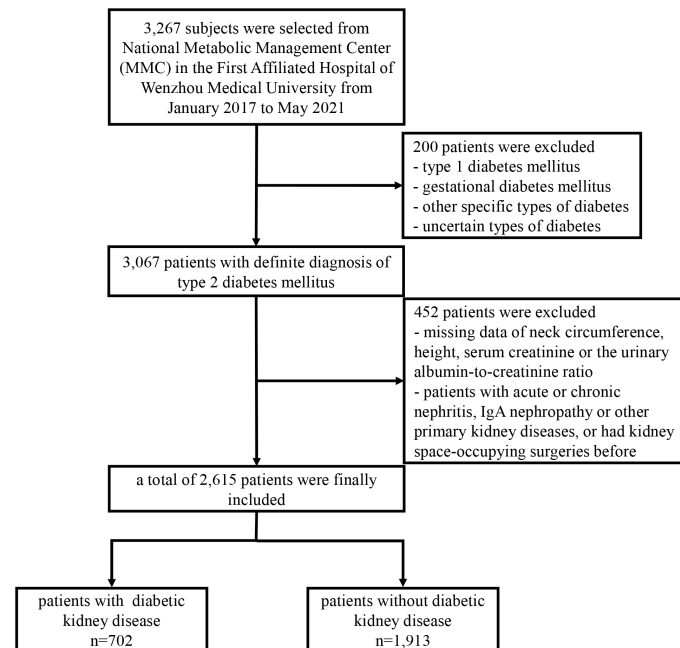 3,267 subjects were selected from
National Metabolic Management Center
(MMC) in the First Affiliated Hospital of
Wenzhou Medical University from
January 2017 to May 2021
200 patients were excluded
- type 1 diabetes mellitus
- gestational diabetes mellitus
- other specific types of diabetes
- uncertain types of diabetes
3,067 patients with definite diagnosis of
type 2 diabetes mellitus
452 patients were excluded
- missing data of neck circumference,
height, serum creatinine or the urinary
albumin-to-creatinine ratio
- patients with acute or chronic
nephritis, IgA nephropathy or other
primary kidney diseases, or had kidney
space-occupying surgeries before
a total of 2,615 patients were finally
included
patients with  diabetic
kidney disease
n=702
patients without diabetic
kidney disease
n=1,913